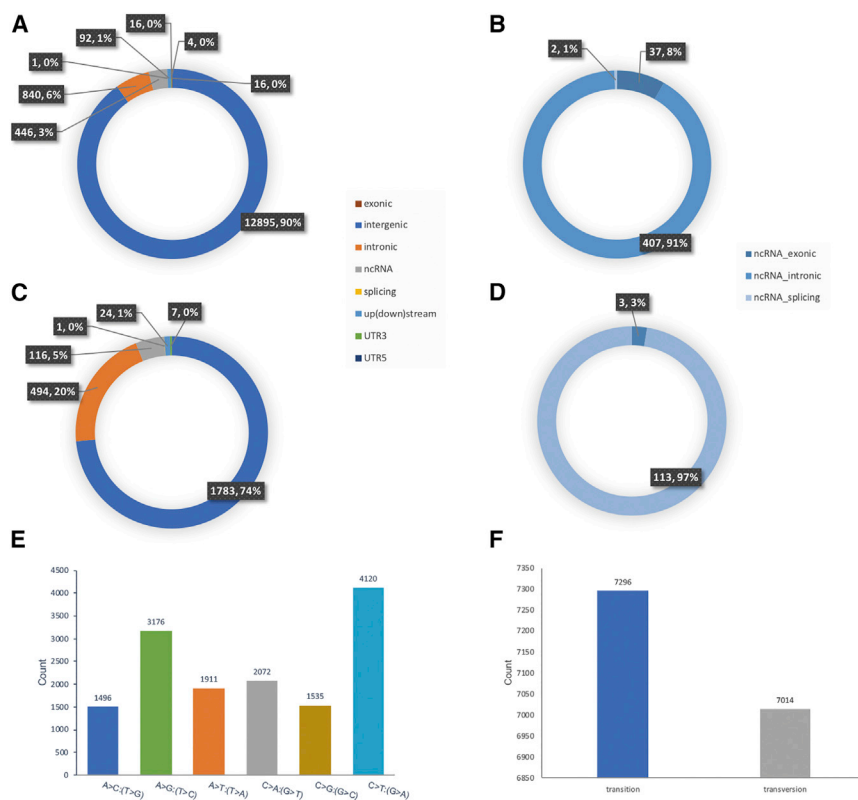 A
16, 0%
4, 0%
92, 1%
1, 0%
16, 0%
840, 6%
446, 3%
12895, 90%
B
2, 1%
37, 8%
407, 91%
exonic
intergenic
intronic
ncRNA
splicing
up(down)stream
UTR3
UTR5
ncRNA_exonic
ncRNA_intronic
ncRNA_splicing
C
24, 1%
7, 0%
1, 0%
116, 5%
494, 20%
1783, 74%
D
3, 3%
113, 97%
E
Count
4500
4000
3500
3000
2500
2000
1500
1000
500
0
1496
3176
1911
2072
1535
4120
A>C:(T>G)
A>G:(T>C)
A>T:(T>A)
C>A:(G>T)
C>G:(G>C)
C>T:(G>A)
F
Count
7350
7300
7250
7200
7150
7100
7050
7000
6950
6900
6850
7296
7014
transition
transversion